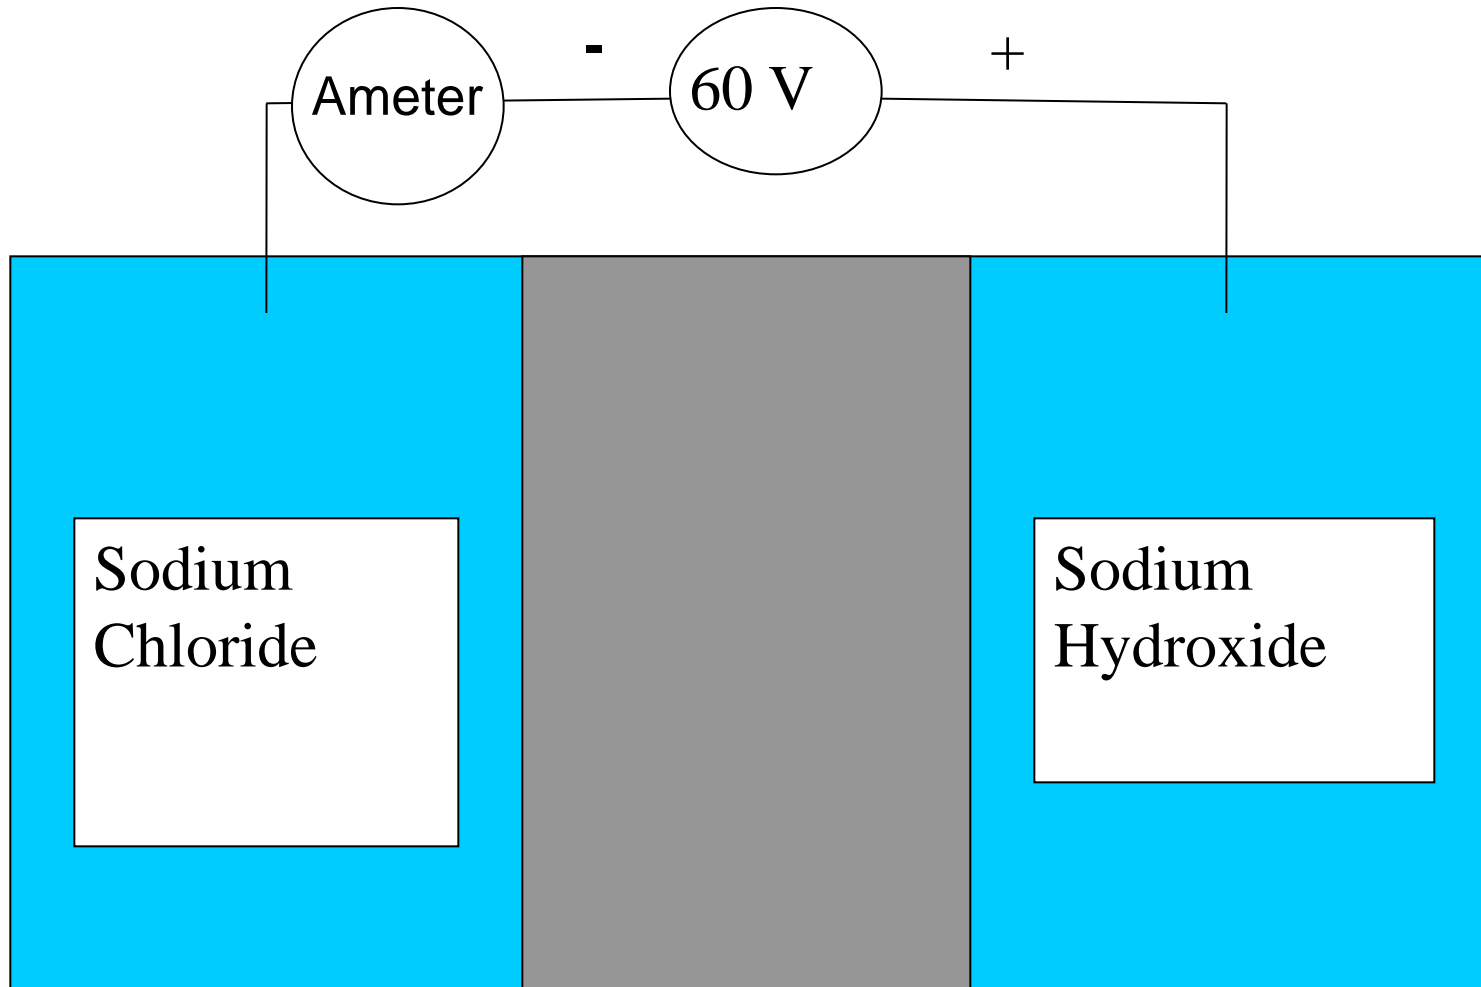 Ameter
-
60 V
+
Sodium
Chloride
Sodium
Hydroxide